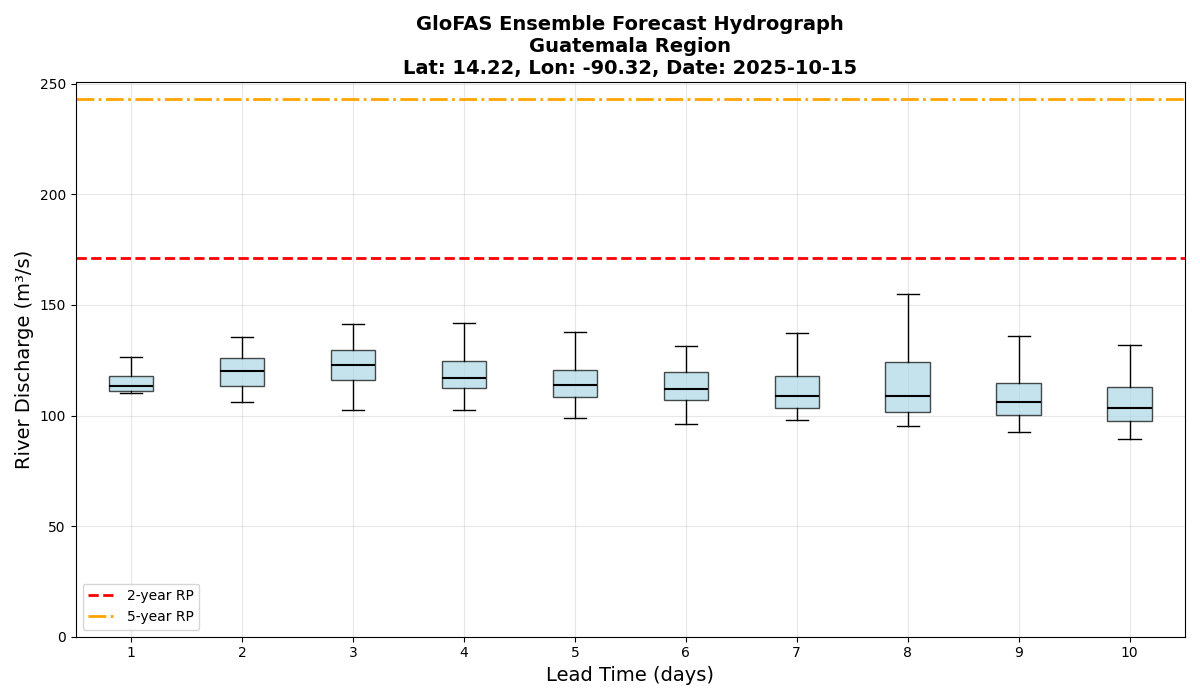 GloFAS Ensemble Forecast Hydrograph
Guatemala Region
Lat: 14.22, Lon: -90.32, Date: 2025-10-15
River Discharge (m³/s)
250
200
150
100
50
0
2-year RP
5-year RP
1 2 3 4 5 6 7 8 9 10
Lead Time (days)